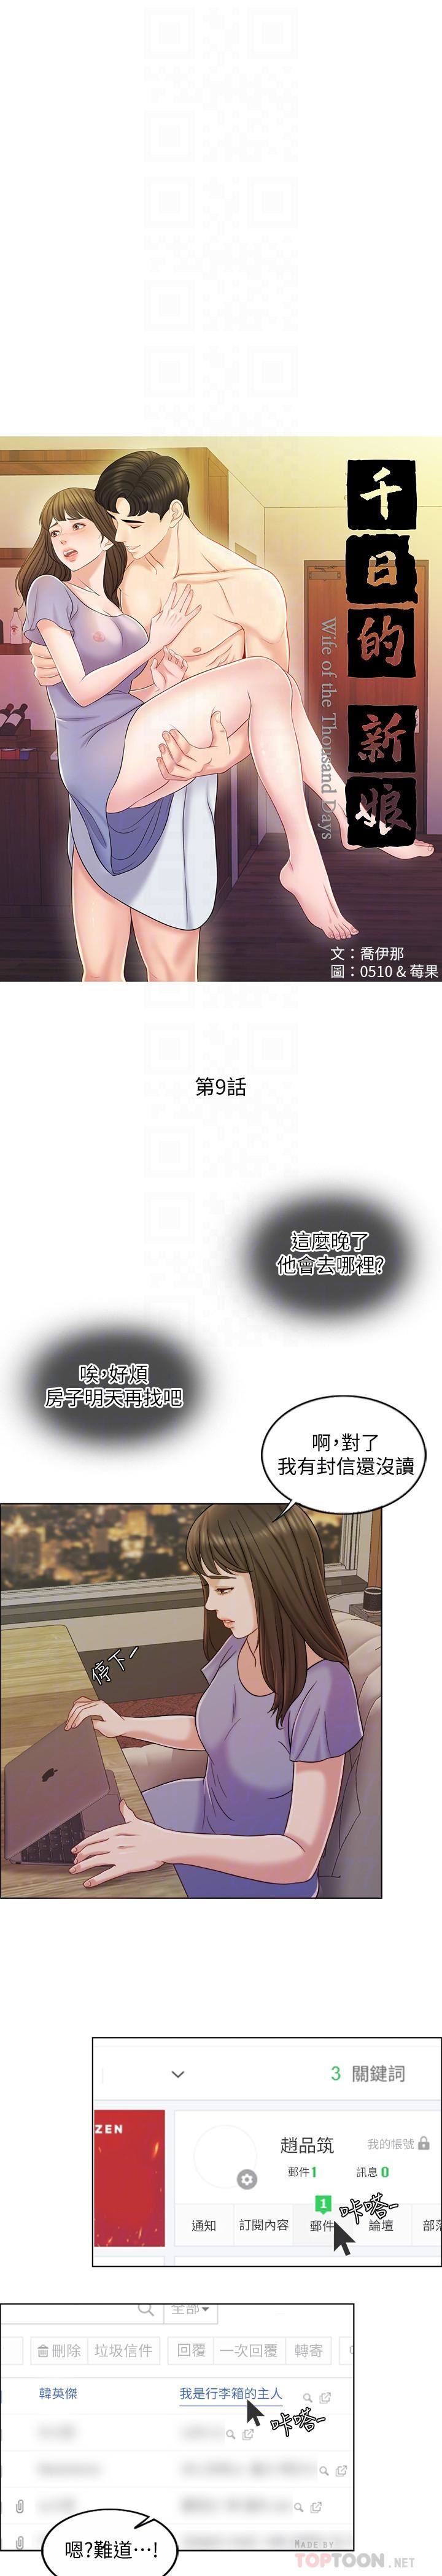 千日的新娘
Wife of the Thousand Days
文：喬伊那
圖：0510 & 莓果
第9話
這麼晚了
他會去哪裡?
唉，好煩
房子明天再找吧
啊，對了
我有封信還沒讀
停下~
3 關鍵詞
ZEN
趙品筑
我的帳號
郵件1
訊息0
1
咔嗒~
通知
訂閱內容
郵件
論壇
部落
全部
刪除
垃圾信件
回覆
一次回覆
轉寄
韓英傑
我是行李箱的主人
咔嗒~
嗯?難道…!
MADE BY
TOPTOON.NET